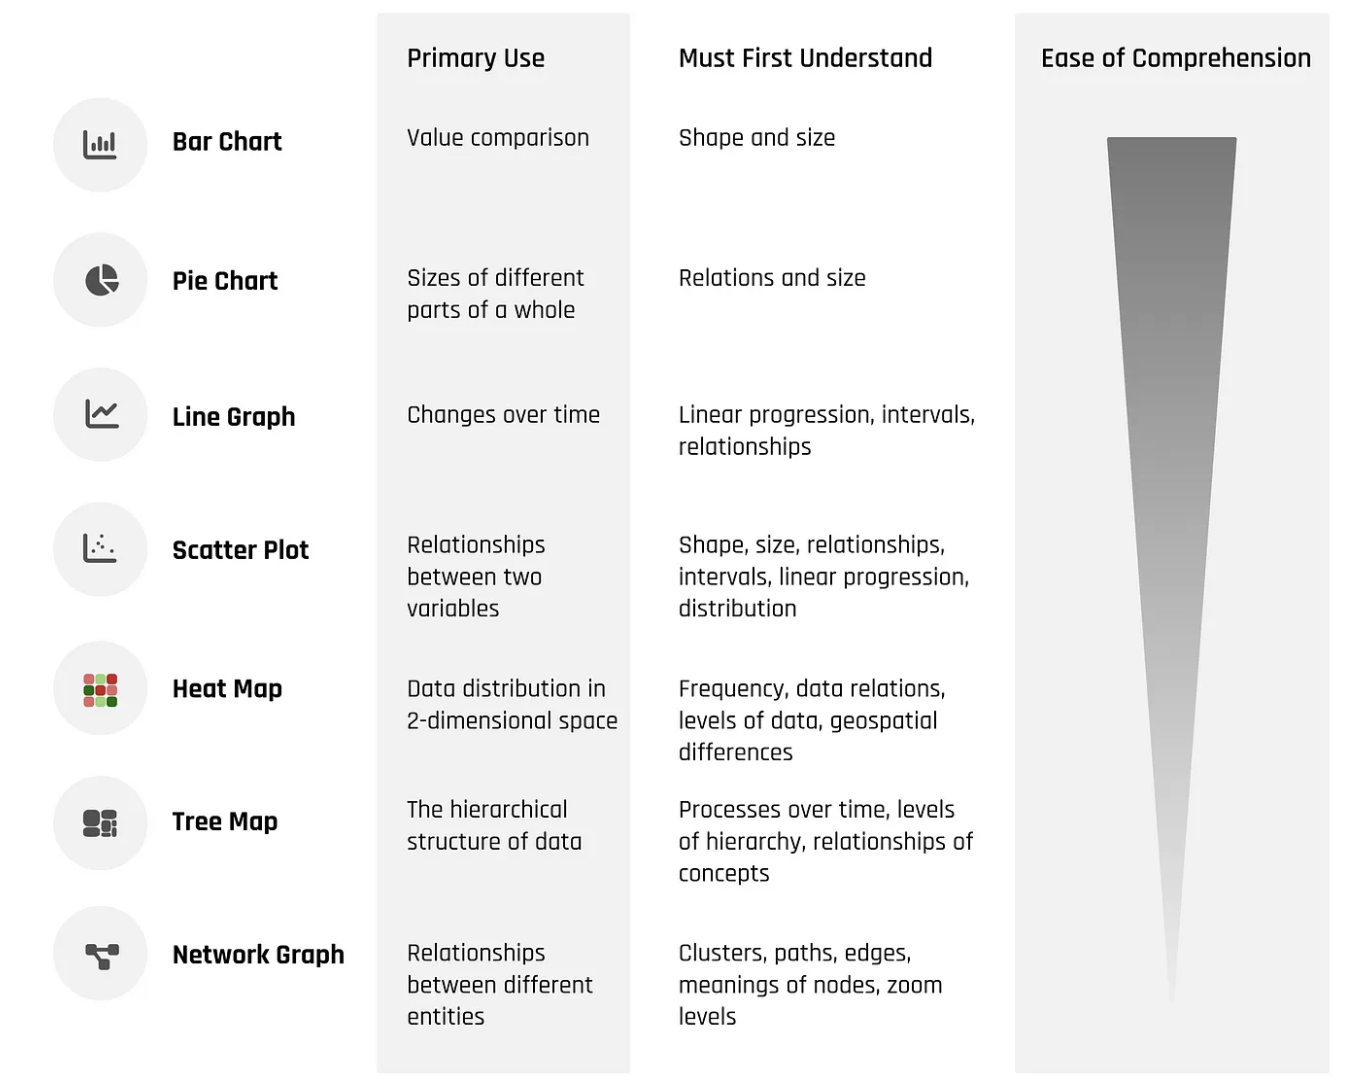 Primary Use
Must First Understand
Ease of Comprehension
Bar Chart
Value comparison
Shape and size
Pie Chart
Sizes of different
parts of a whole
Relations and size
Line Graph
Changes over time
Linear progression, intervals,
relationships
Scatter Plot
Relationships
between two
variables
Shape, size, relationships,
intervals, linear progression,
distribution
Heat Map
Data distribution in
2-dimensional space
Frequency, data relations,
levels of data, geospatial
differences
Tree Map
The hierarchical
structure of data
Processes over time, levels
of hierarchy, relationships of
concepts
Network Graph
Relationships
between different
entities
Clusters, paths, edges,
meanings of nodes, zoom
levels